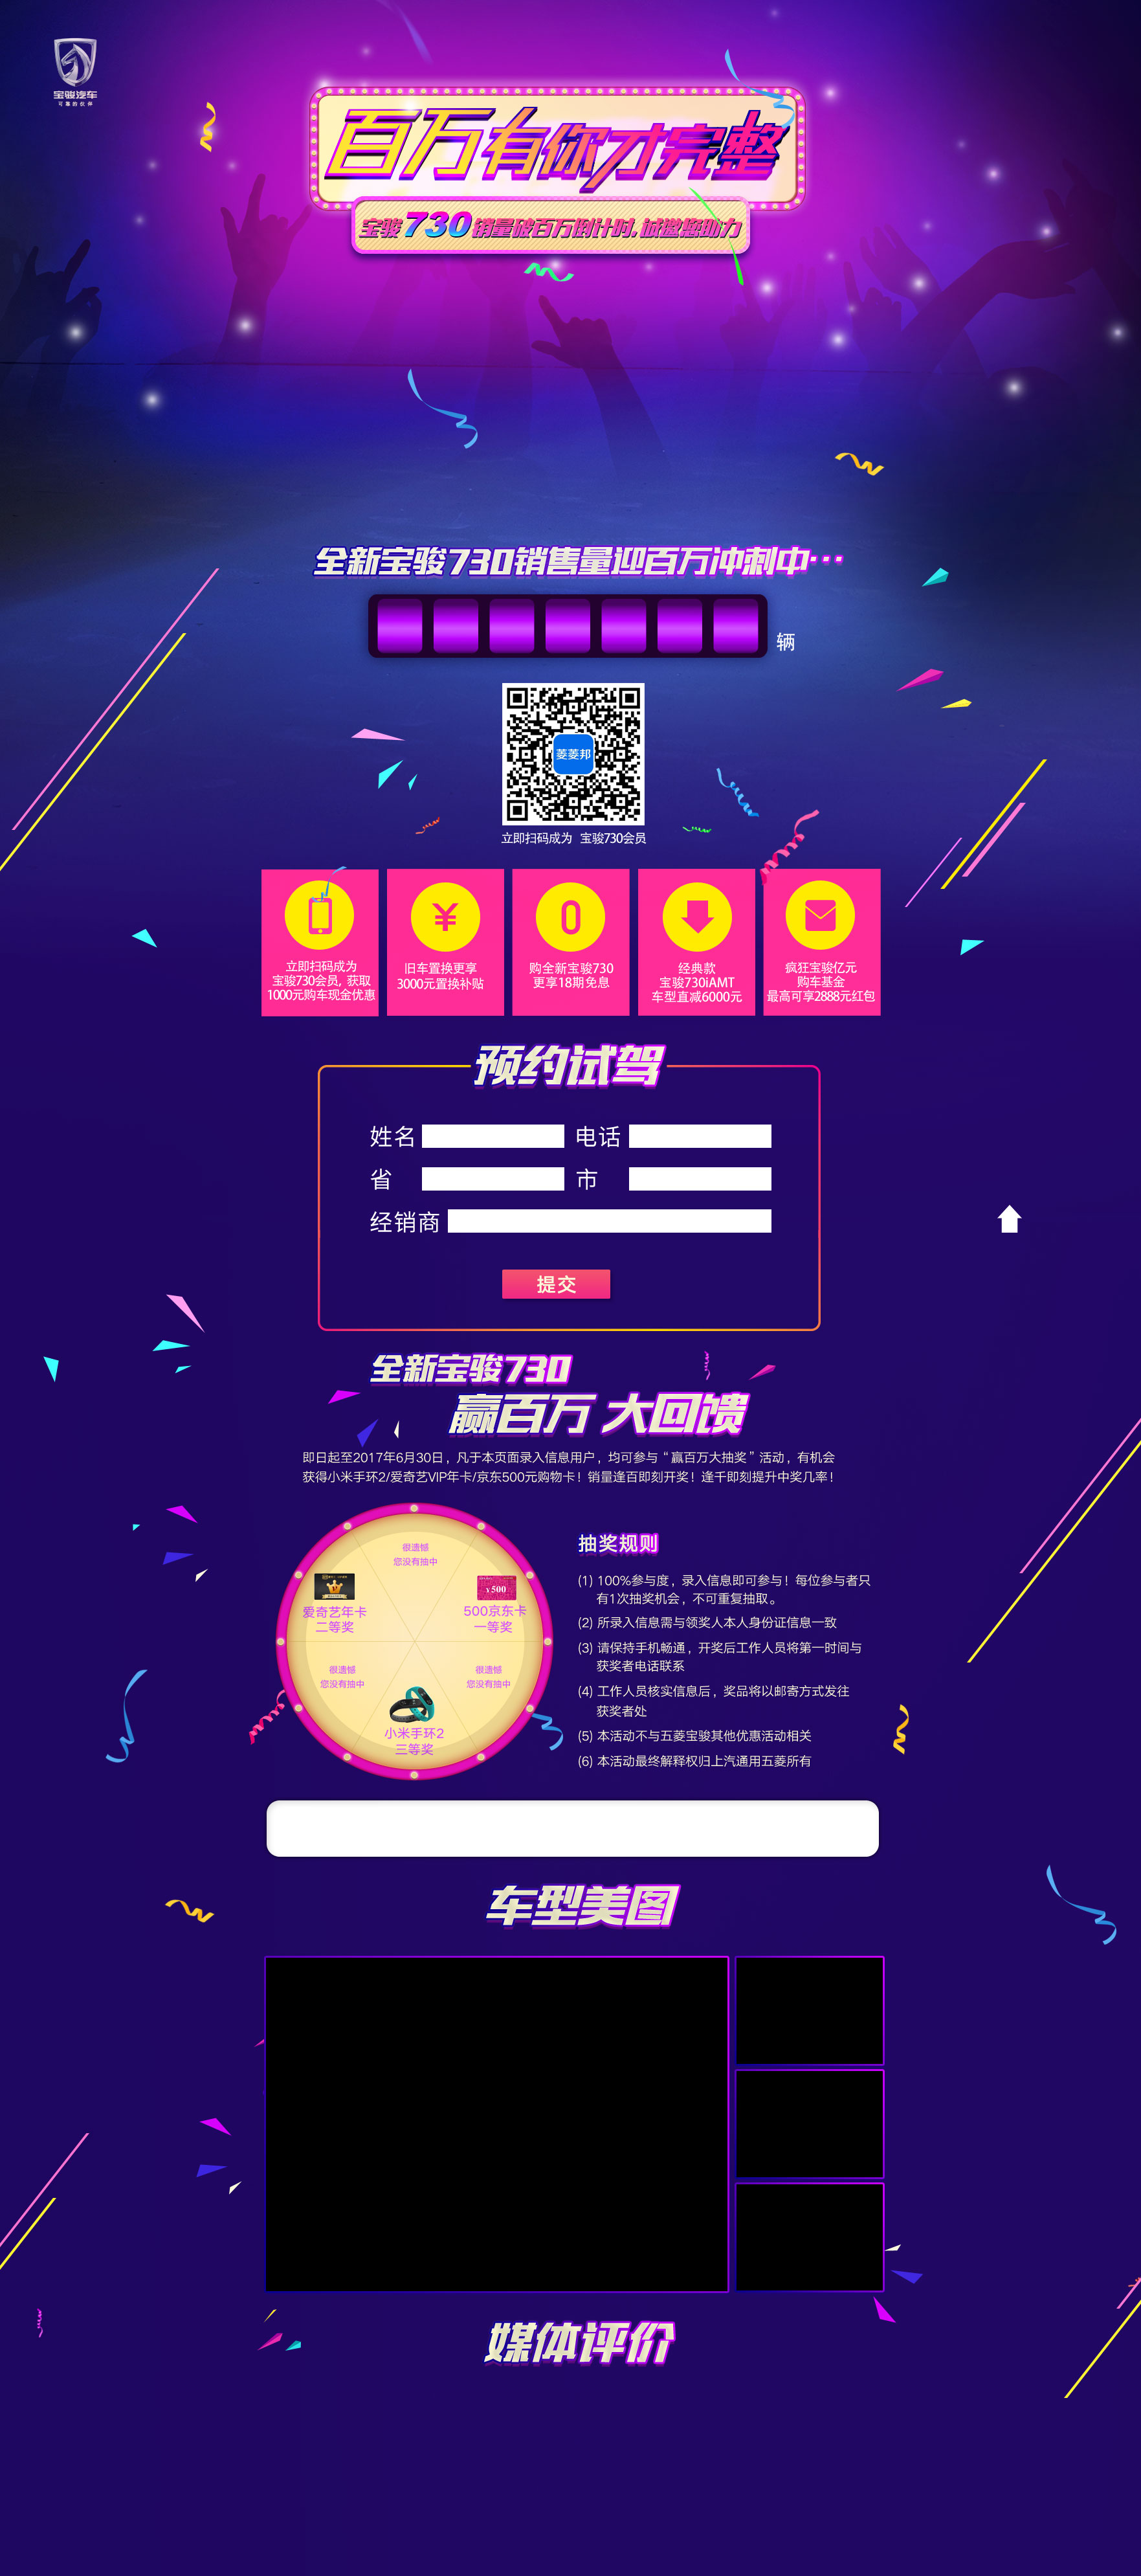 宝骏汽车
可靠的伙伴
百万有你才完整
宝骏730销量破百万倒计时,诚邀您助力
全新宝骏730销售量迎百万冲刺中···
辆
菱菱邦
立即扫码成为 宝骏730会员
立即扫码成为
宝骏730会员, 获取
1000元购车现金优惠
¥
旧车置换更享
3000元置换补贴
0
购全新宝骏730
更享18期免息
经典款
宝骏730iAMT
车型直减6000元
疯狂宝骏亿元
购车基金
最高可享2888元红包
预约试驾
姓名
电话
省
市
经销商
提交
全新宝骏730
赢百万 大回馈
即日起至2017年6月30日，凡于本页面录入信息用户，均可参与“赢百万大抽奖”活动，有机会
获得小米手环2/爱奇艺VIP年卡/京东500元购物卡！销量逢百即刻开奖！逢千即刻提升中奖几率！
很遗憾
您没有抽中
爱奇艺年卡
二等奖
¥500
500京东卡
一等奖
很遗憾
您没有抽中
很遗憾
您没有抽中
小米手环2
三等奖
抽奖规则
(1) 100%参与度，录入信息即可参与！每位参与者只
有1次抽奖机会，不可重复抽取。
(2) 所录入信息需与领奖人本人身份证信息一致
(3) 请保持手机畅通，开奖后工作人员将第一时间与
获奖者电话联系
(4) 工作人员核实信息后，奖品将以邮寄方式发往
获奖者处
(5) 本活动不与五菱宝骏其他优惠活动相关
(6) 本活动最终解释权归上汽通用五菱所有
车型美图
媒体评价